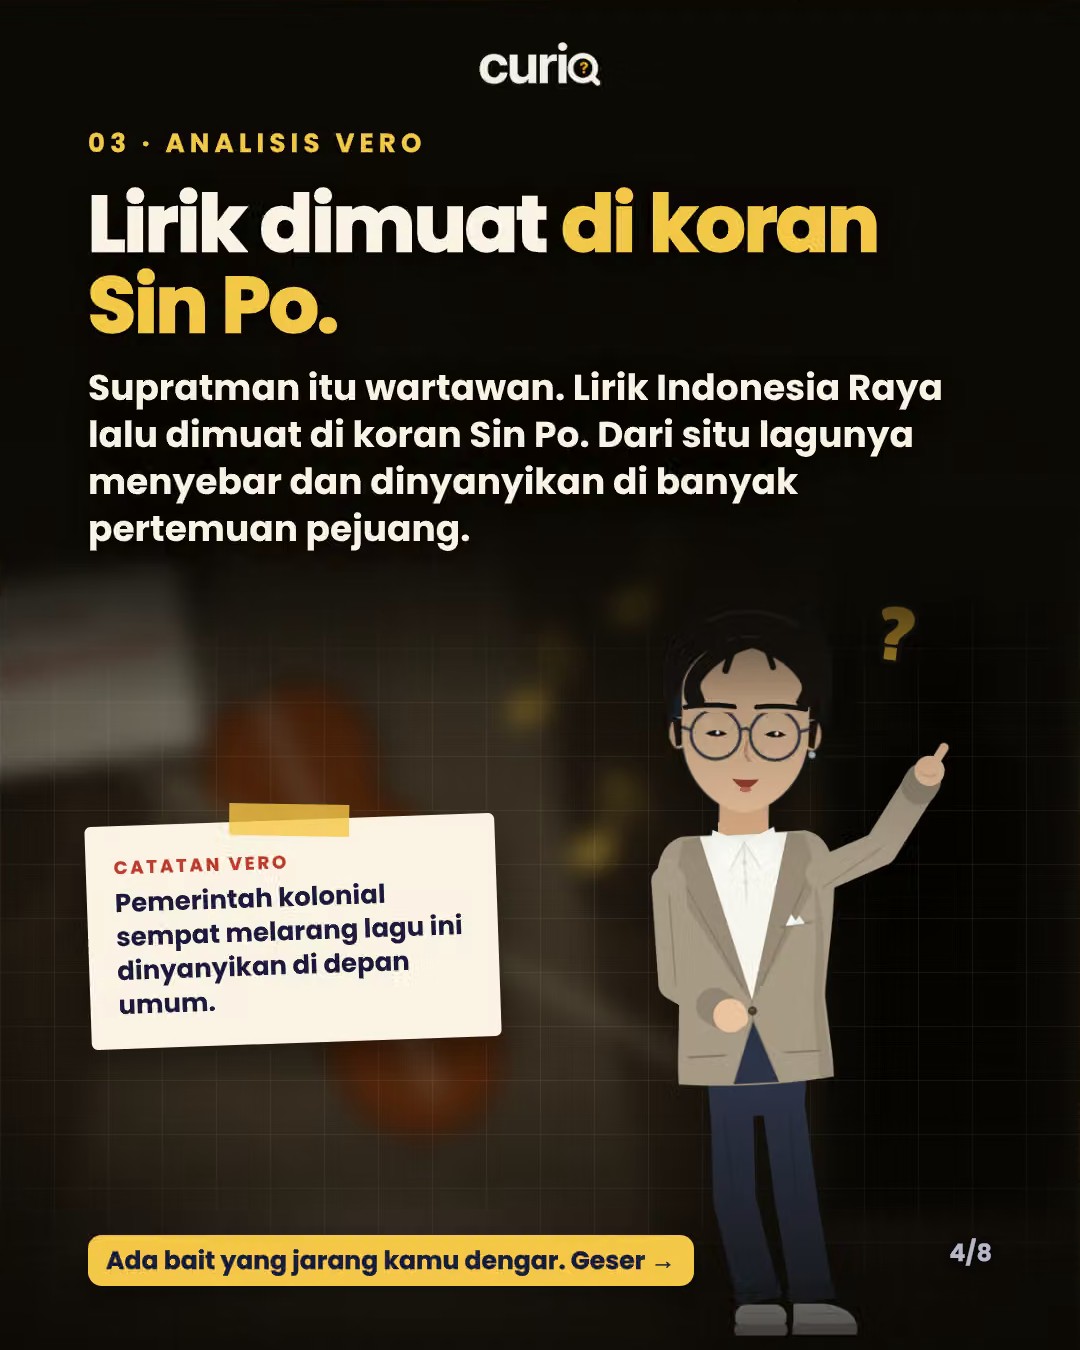 curiQ
03 · ANALISIS VERO
Lirik dimuat di koran
Sin Po.
Supratman itu wartawan. Lirik Indonesia Raya
lalu dimuat di koran Sin Po. Dari situ lagunya
menyebar dan dinyanyikan di banyak
pertemuan pejuang.
?
CATATAN VERO
Pemerintah kolonial
sempat melarang lagu ini
dinyanyikan di depan
umum.
Ada bait yang jarang kamu dengar. Geser →
4/8